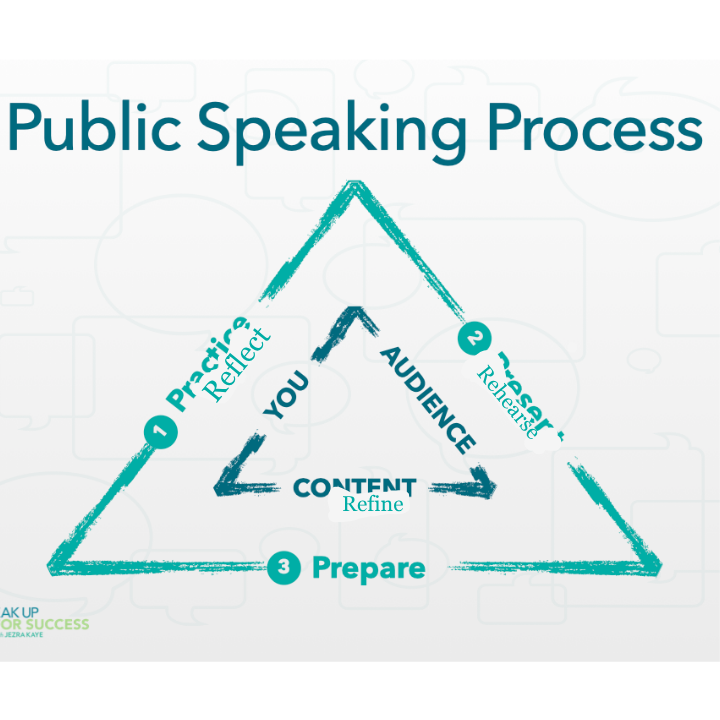 Public Speaking Process
1 Practice
Reflect
YOU
AUDIENCE
2 Present
Rehearse
CONTENT
Refine
3 Prepare
AK UP
OR SUCCESS
JEZRA KAYE